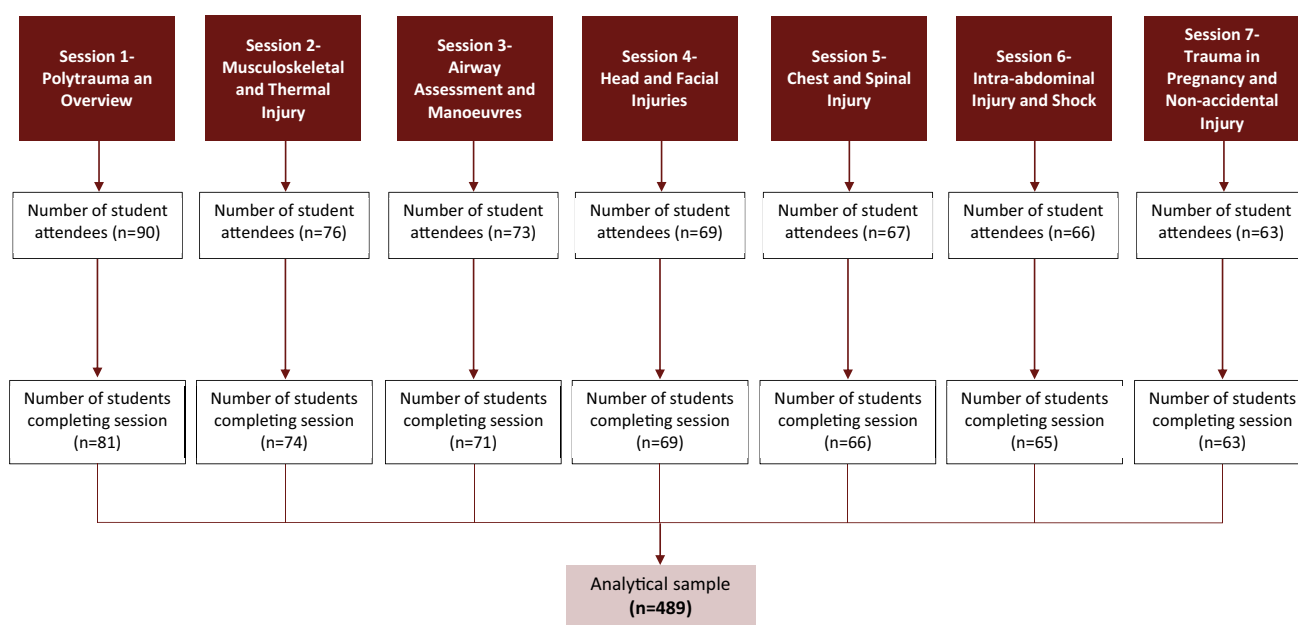 Session 1-
Polytrauma an
Overview
Session 2-
Musculoskeletal
and Thermal
Injury
Session 3-
Airway
Assessment and
Manoeuvres
Session 4-
Head and Facial
Injuries
Session 5-
Chest and Spinal
Injury
Session 6-
Intra-abdominal
Injury and Shock
Session 7-
Trauma in
Pregnancy and
Non-accidental
Injury
Number of student
attendees (n=90)
Number of student
attendees (n=76)
Number of student
attendees (n=73)
Number of student
attendees (n=69)
Number of student
attendees (n=67)
Number of student
attendees (n=66)
Number of student
attendees (n=63)
Number of students
completing session
(n=81)
Number of students
completing session
(n=74)
Number of students
completing session
(n=71)
Number of students
completing session
(n=69)
Number of students
completing session
(n=66)
Number of students
completing session
(n=65)
Number of students
completing session
(n=63)
Analytical sample
(n=489)